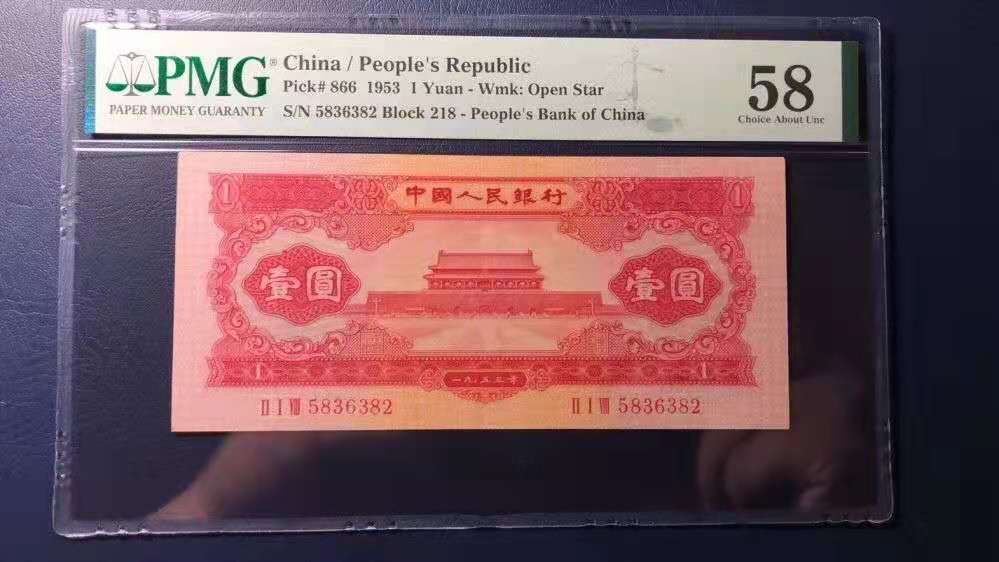 PMG®
PAPER MONEY GUARANTY
China / People's Republic
Pick# 866 1953 1 Yuan - Wmk: Open Star
S/N 5836382 Block 218 - People's Bank of China
58
Choice About Unc
1 中國人民銀行 1
壹圓 壹圓
1 一九五三年 1
II I VIII 5836382 II I VIII 5836382